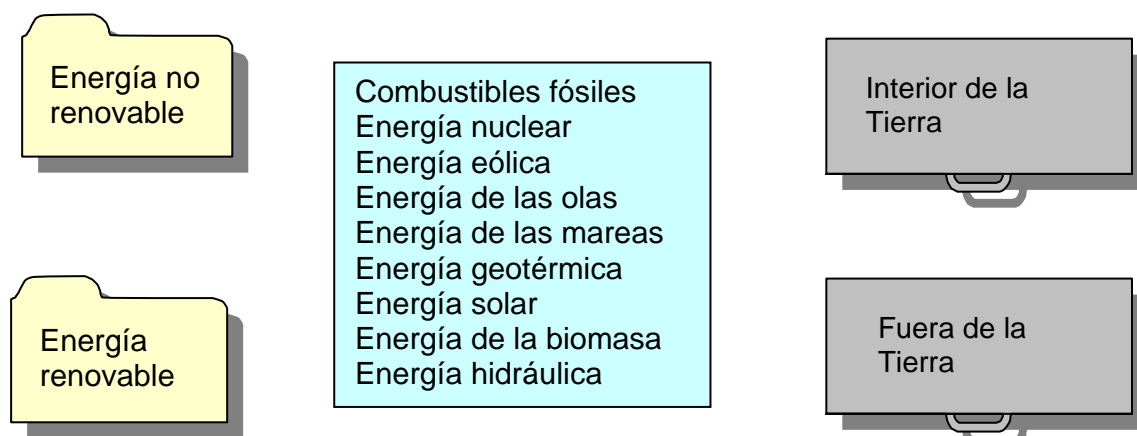 Energía no
renovable
Energía
renovable
Combustibles fósiles
Energía nuclear
Energía eólica
Energía de las olas
Energía de las mareas
Energía geotérmica
Energía solar
Energía de la biomasa
Energía hidráulica
Interior de la
Tierra
Fuera de la
Tierra